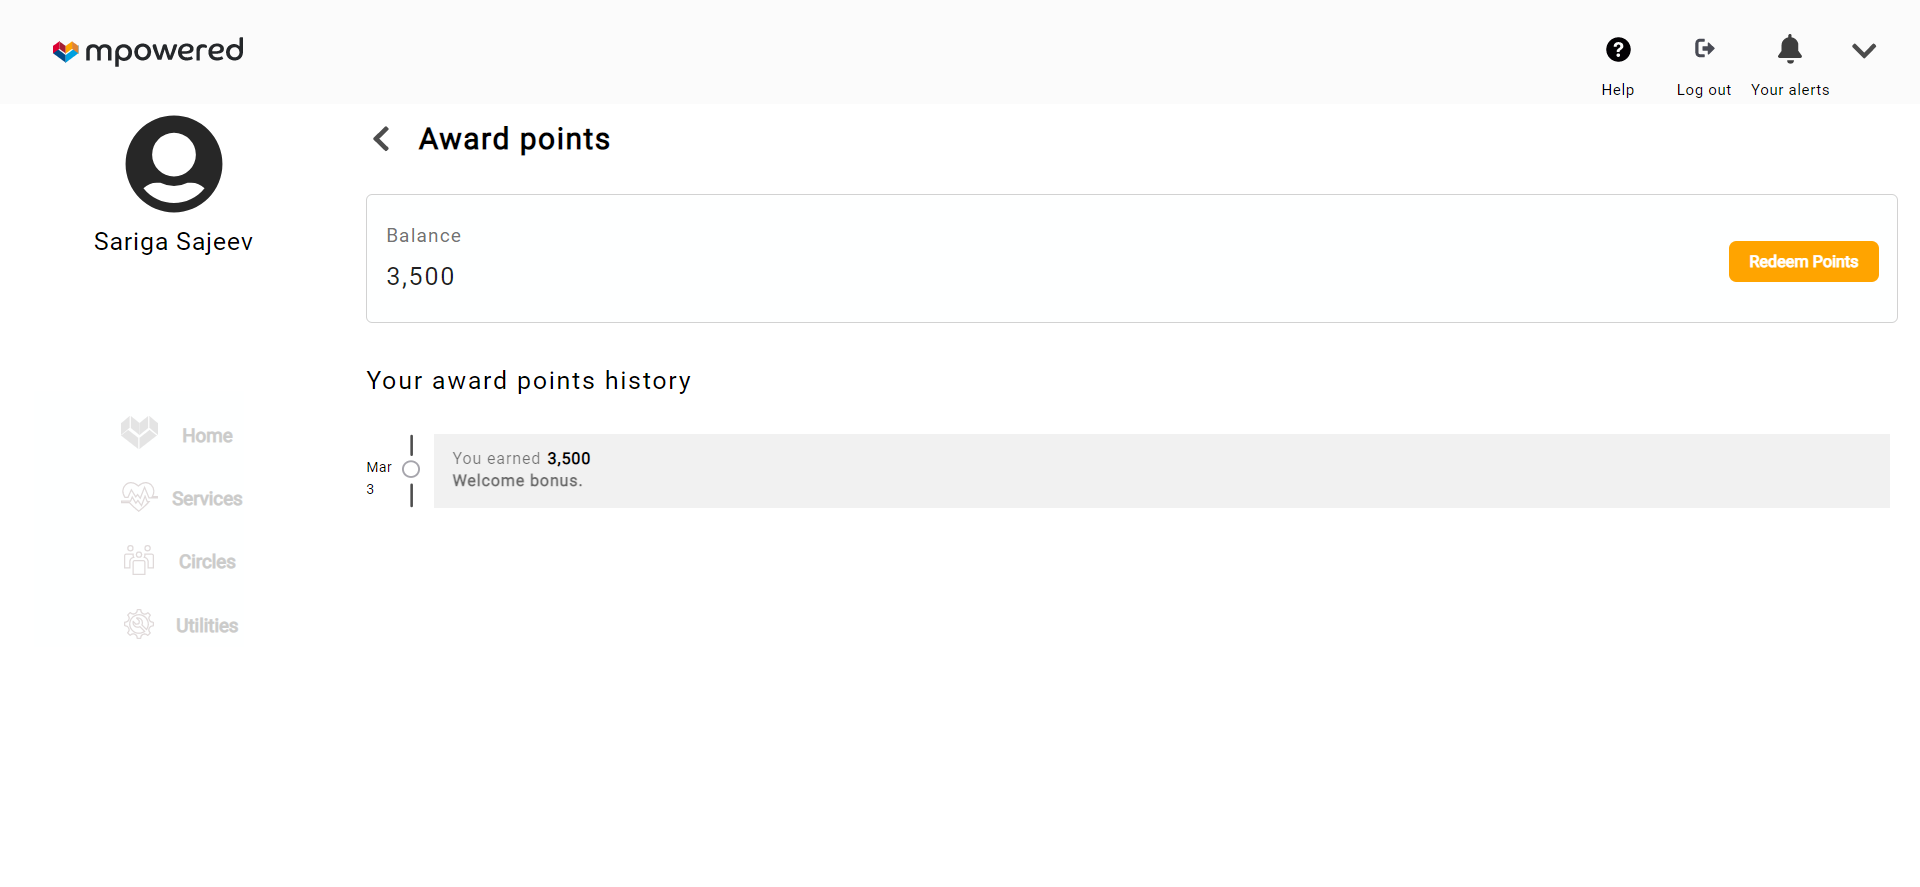 mpowered
Help
Log out
Your alerts
Sariga Sajeev
Home
Services
Circles
Utilities
Award points
Balance
3,500
Redeem Points
Your award points history
Mar
3
You earned 3,500
Welcome bonus.